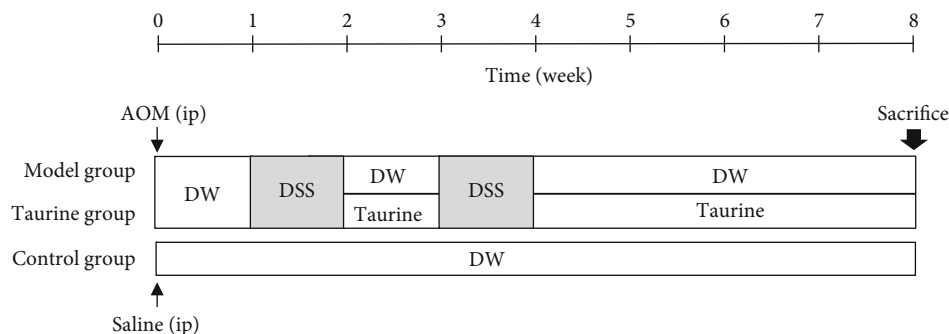 0 1 2 3 4 5 6 7 8
Time (week)
AOM (ip) Sacrifice
Model group
DW DSS DW DSS DW
Taurine group Taurine Taurine
Control group DW
Saline (ip)